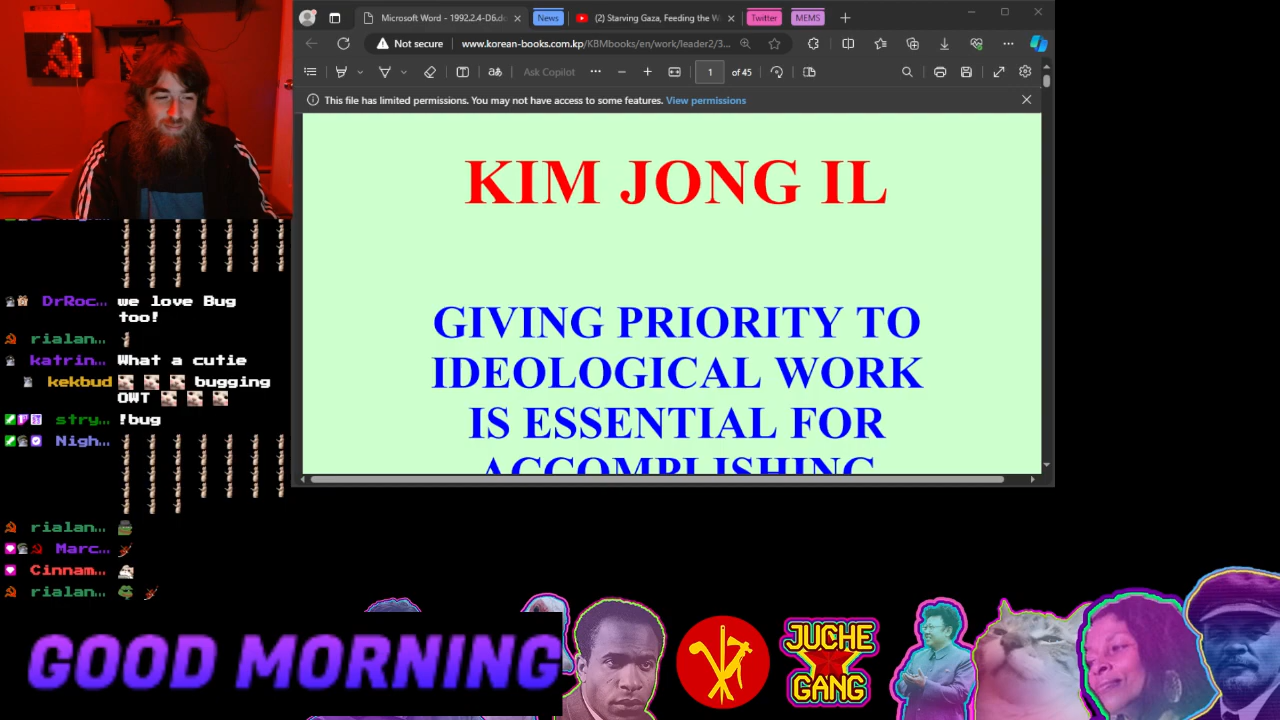 Microsoft Word - 1992.2.4-D6.d
News
(2) Starving Gaza, Feeding the W
Twitter
MEMS
Not secure
www.korean-books.com.kp/KBMbooks/en/work/leader2/3...
Ask Copilot
1
of 45
This file has limited permissions. You may not have access to some features. View permissions
KIM JONG IL
GIVING PRIORITY TO
IDEOLOGICAL WORK
IS ESSENTIAL FOR
ACCOMPLISHING
DrRoc... we love Bug
too!
rialan...
katrin... What a cutie
kekbud bugging
OWT
stry... !bug
Nigh...
rialan...
Marc...
Cinnam...
rialan...
GOOD MORNING
JUCHE
GANG